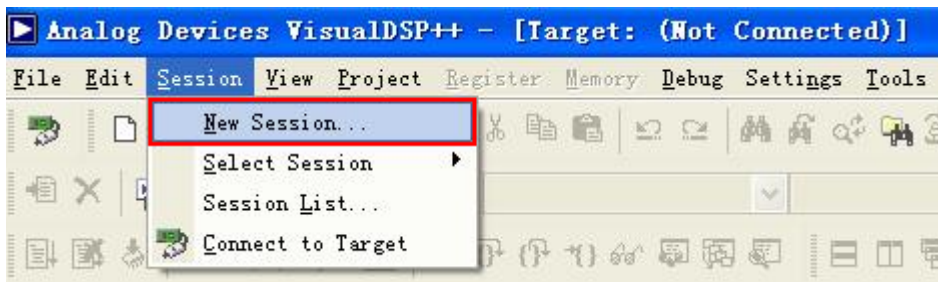 Analog Devices VisualDSP++ - [Target: (Not Connected)]
File Edit Session View Project Register Memory Debug Settings Tools
New Session...
Select Session
Session List...
Connect to Target